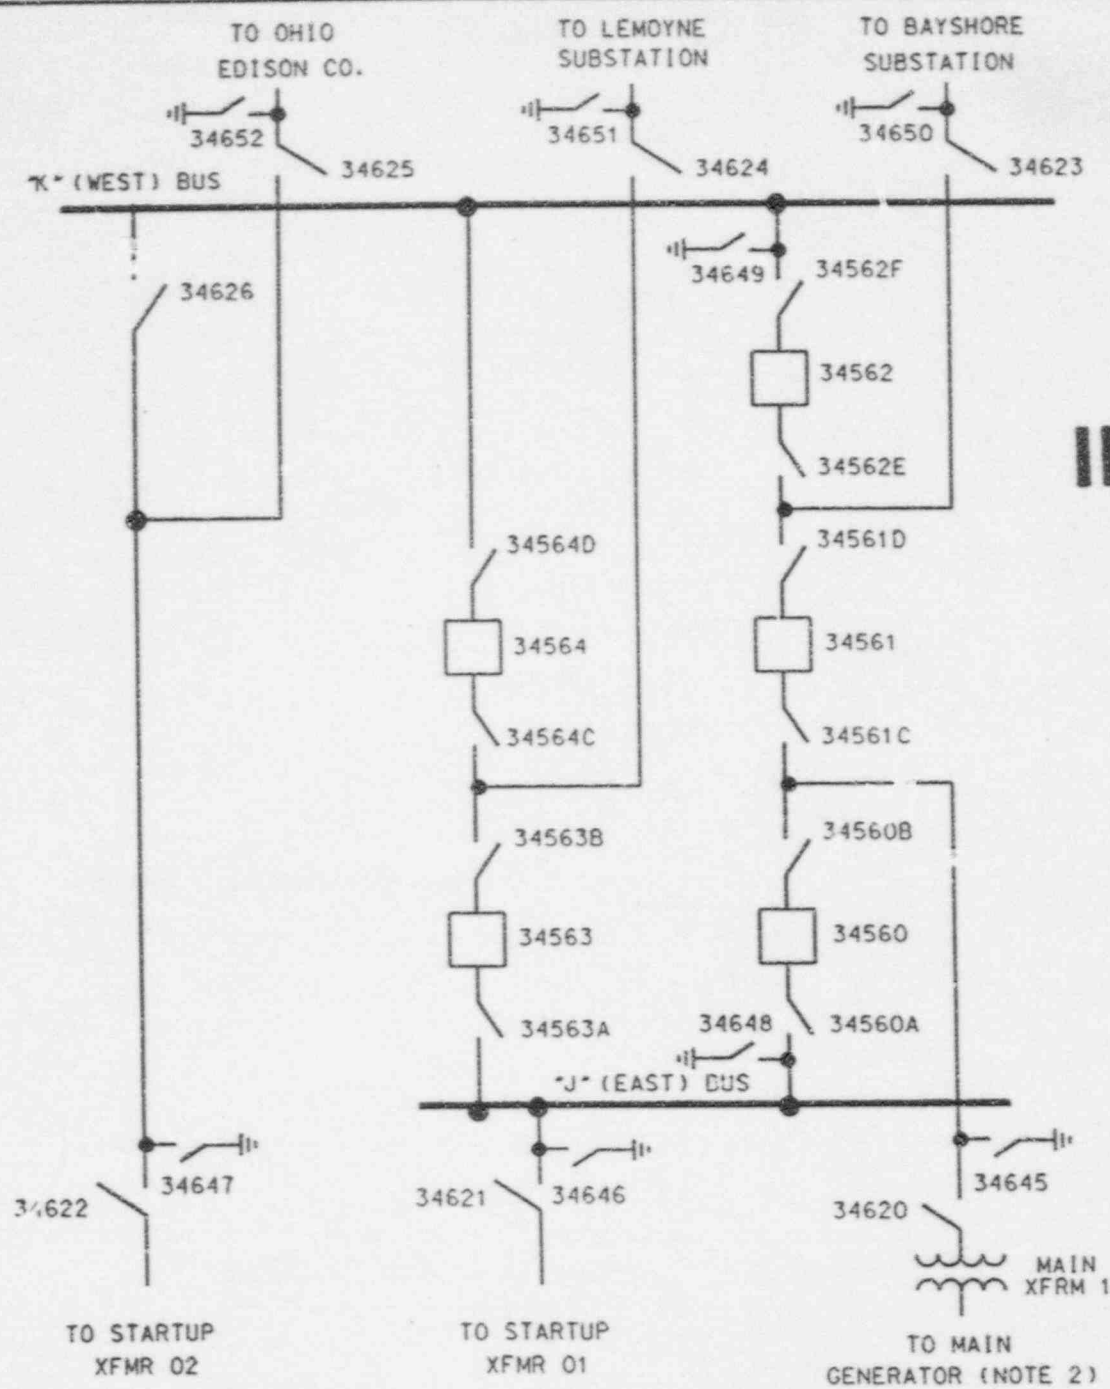 TO OHIO
EDISON CO.
TO LEMOYNE
SUBSTATION
TO BAYSHORE
SUBSTATION
34652
34625
34651
34624
34650
34623
"K" (WEST) BUS
34626
34649
34562F
34562
34562E
34564D
34561D
34564
34561
34564C
34561C
34563B
34560B
34563
34560
34563A
34648
34560A
"J" (EAST) BUS
34622
34647
34621
34646
34620
34645
MAIN
XFRM 1
TO STARTUP
XFMR 02
TO STARTUP
XFMR 01
TO MAIN
GENERATOR (NOTE 2)